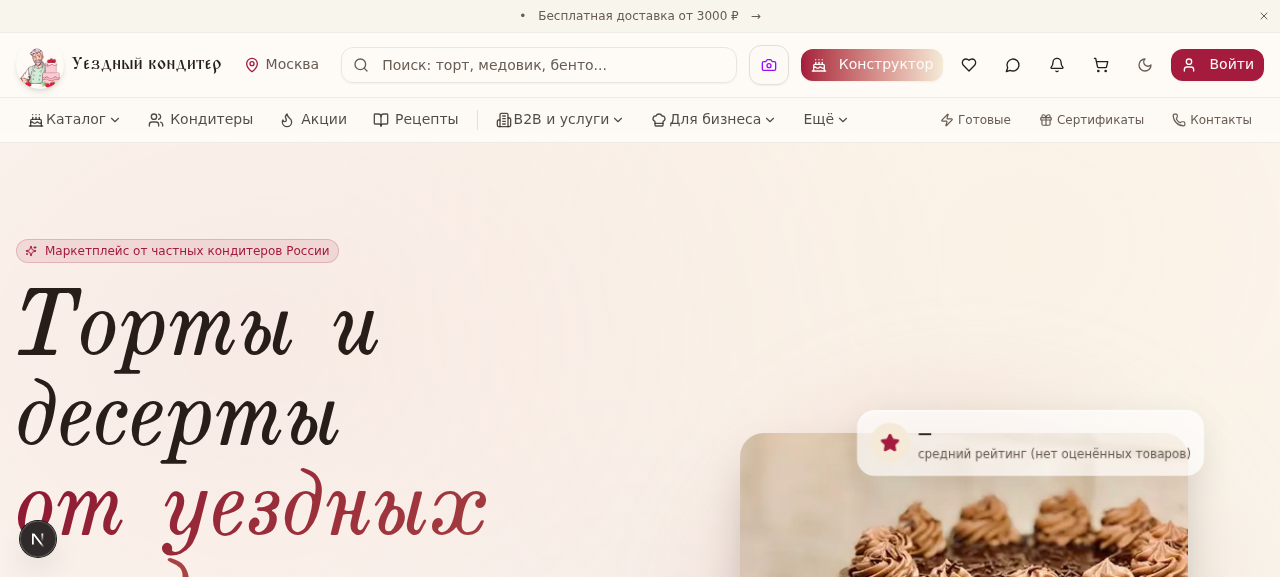 • Бесплатная доставка от 3000 ₽ →
Уездный кондитер
Москва
Поиск: торт, медовик, бенто...
Конструктор
Войти
Каталог
Кондитеры
Акции
Рецепты
B2B и услуги
Для бизнеса
Ещё
Готовые
Сертификаты
Контакты
Маркетплейс от частных кондитеров России
Торты и
десерты
от уездных
—
средний рейтинг (нет оценённых товаров)
N